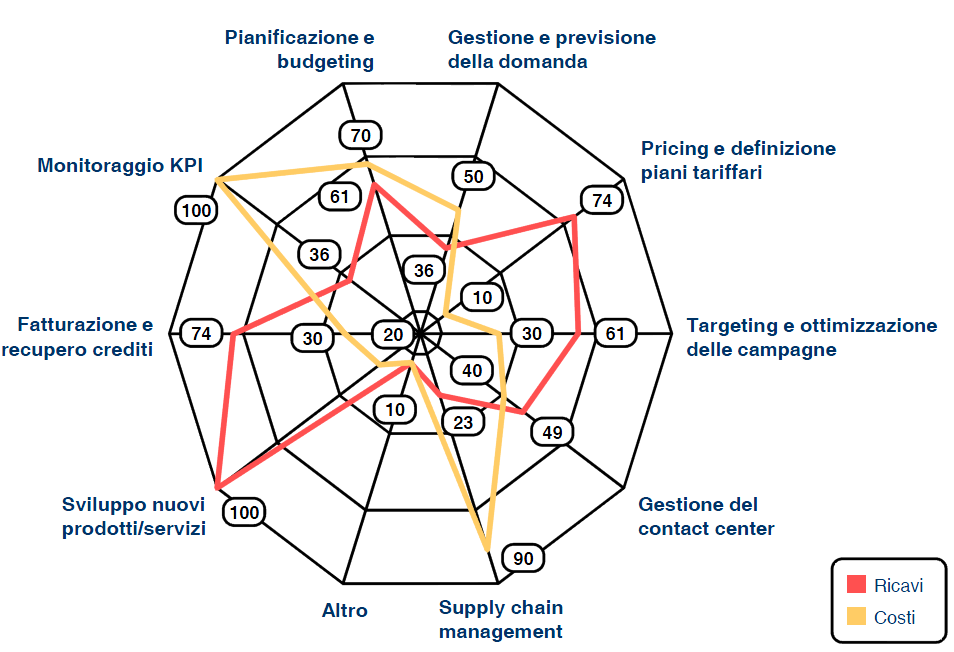 Pianificazione e
budgeting
Gestione e previsione
della domanda
Pricing e definizione
piani tariffari
Monitoraggio KPI
70
61
50
74
100
36
36
10
Fatturazione e
recupero crediti
74
30
20
30
61
Targeting e ottimizzazione
delle campagne
40
10
23
49
Sviluppo nuovi
prodotti/servizi
100
Gestione del
contact center
90
Altro
Supply chain
management
Ricavi
Costi